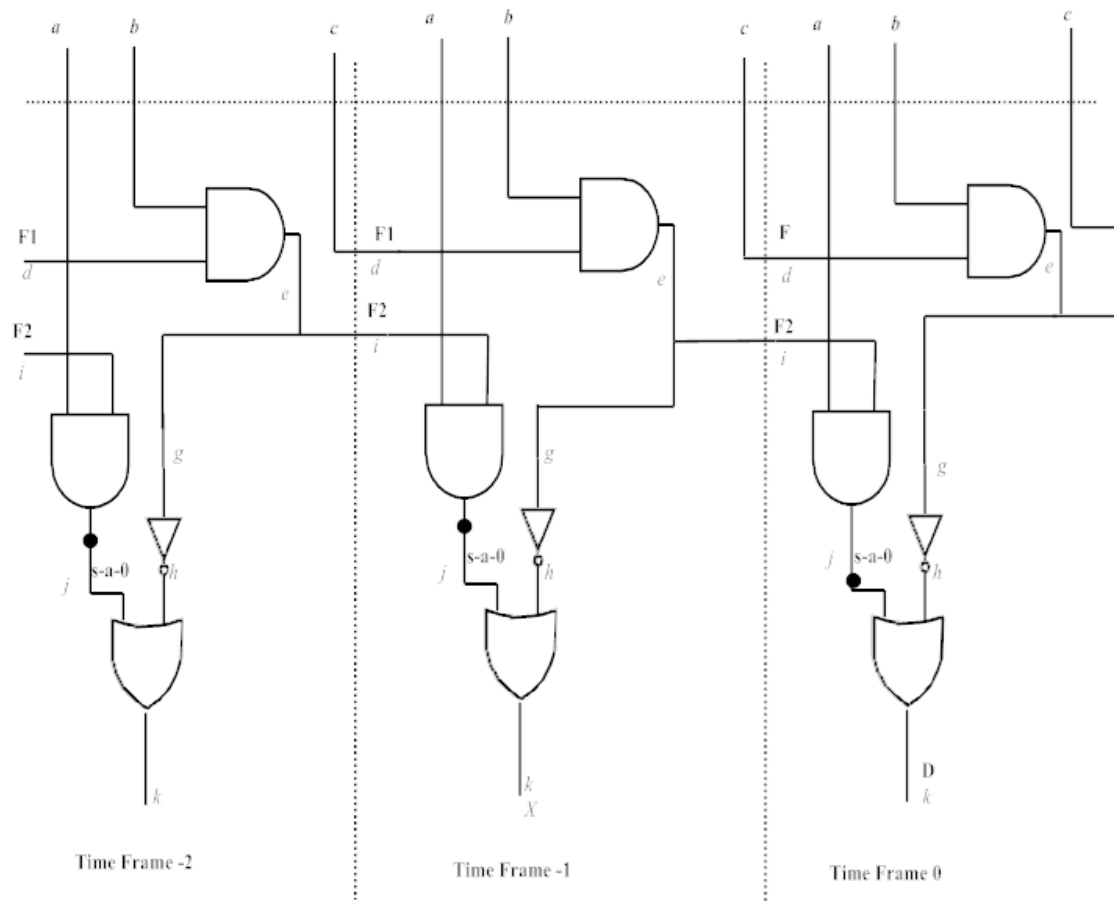 a b c a b c a b c
F1 F1 F
d d d
e e e
F2 F2 F2
i i i
g g g
s-a-0 s-a-0 s-a-0
j h j h j h
D
k k k
X
Time Frame -2 Time Frame -1 Time Frame 0